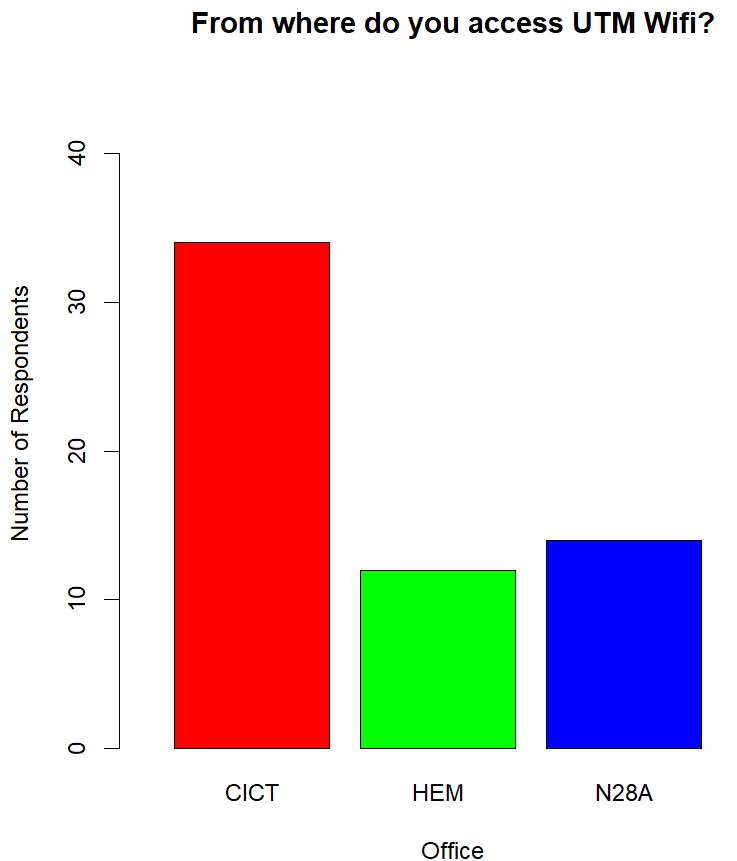 From where do you access UTM Wifi?
Number of Respondents
40
30
20
10
0
CICT HEM N28A
Office